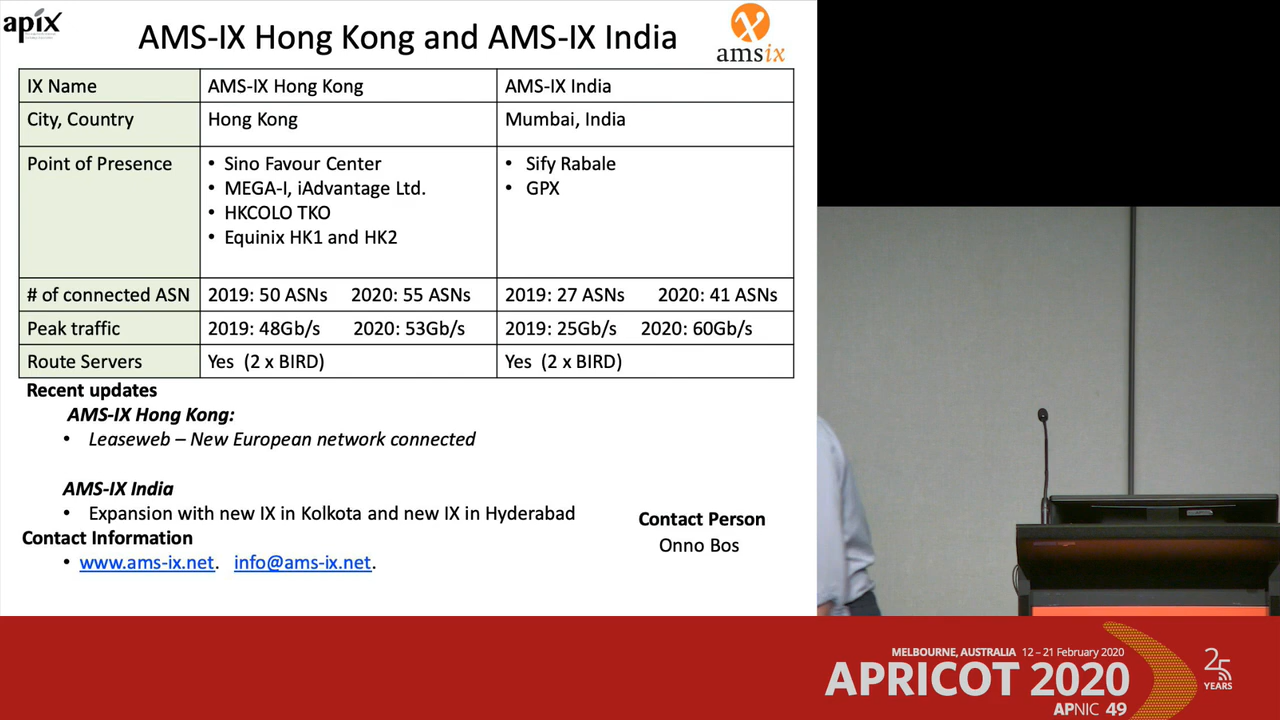 apix
AMS-IX Hong Kong and AMS-IX India
amsix
IX Name AMS-IX Hong Kong AMS-IX India
City, Country Hong Kong Mumbai, India
Point of Presence • Sino Favour Center • Sify Rabale
• MEGA-I, iAdvantage Ltd. • GPX
• HKCOLO TKO
• Equinix HK1 and HK2
# of connected ASN 2019: 50 ASNs 2020: 55 ASNs 2019: 27 ASNs 2020: 41 ASNs
Peak traffic 2019: 48Gb/s 2020: 53Gb/s 2019: 25Gb/s 2020: 60Gb/s
Route Servers Yes (2 x BIRD) Yes (2 x BIRD)
Recent updates
AMS-IX Hong Kong:
• Leaseweb – New European network connected
AMS-IX India
• Expansion with new IX in Kolkota and new IX in Hyderabad
Contact Information
• www.ams-ix.net. info@ams-ix.net.
Contact Person
Onno Bos
MELBOURNE, AUSTRALIA 12 – 21 February 2020
APRICOT 2020
APNIC 49
25
YEARS